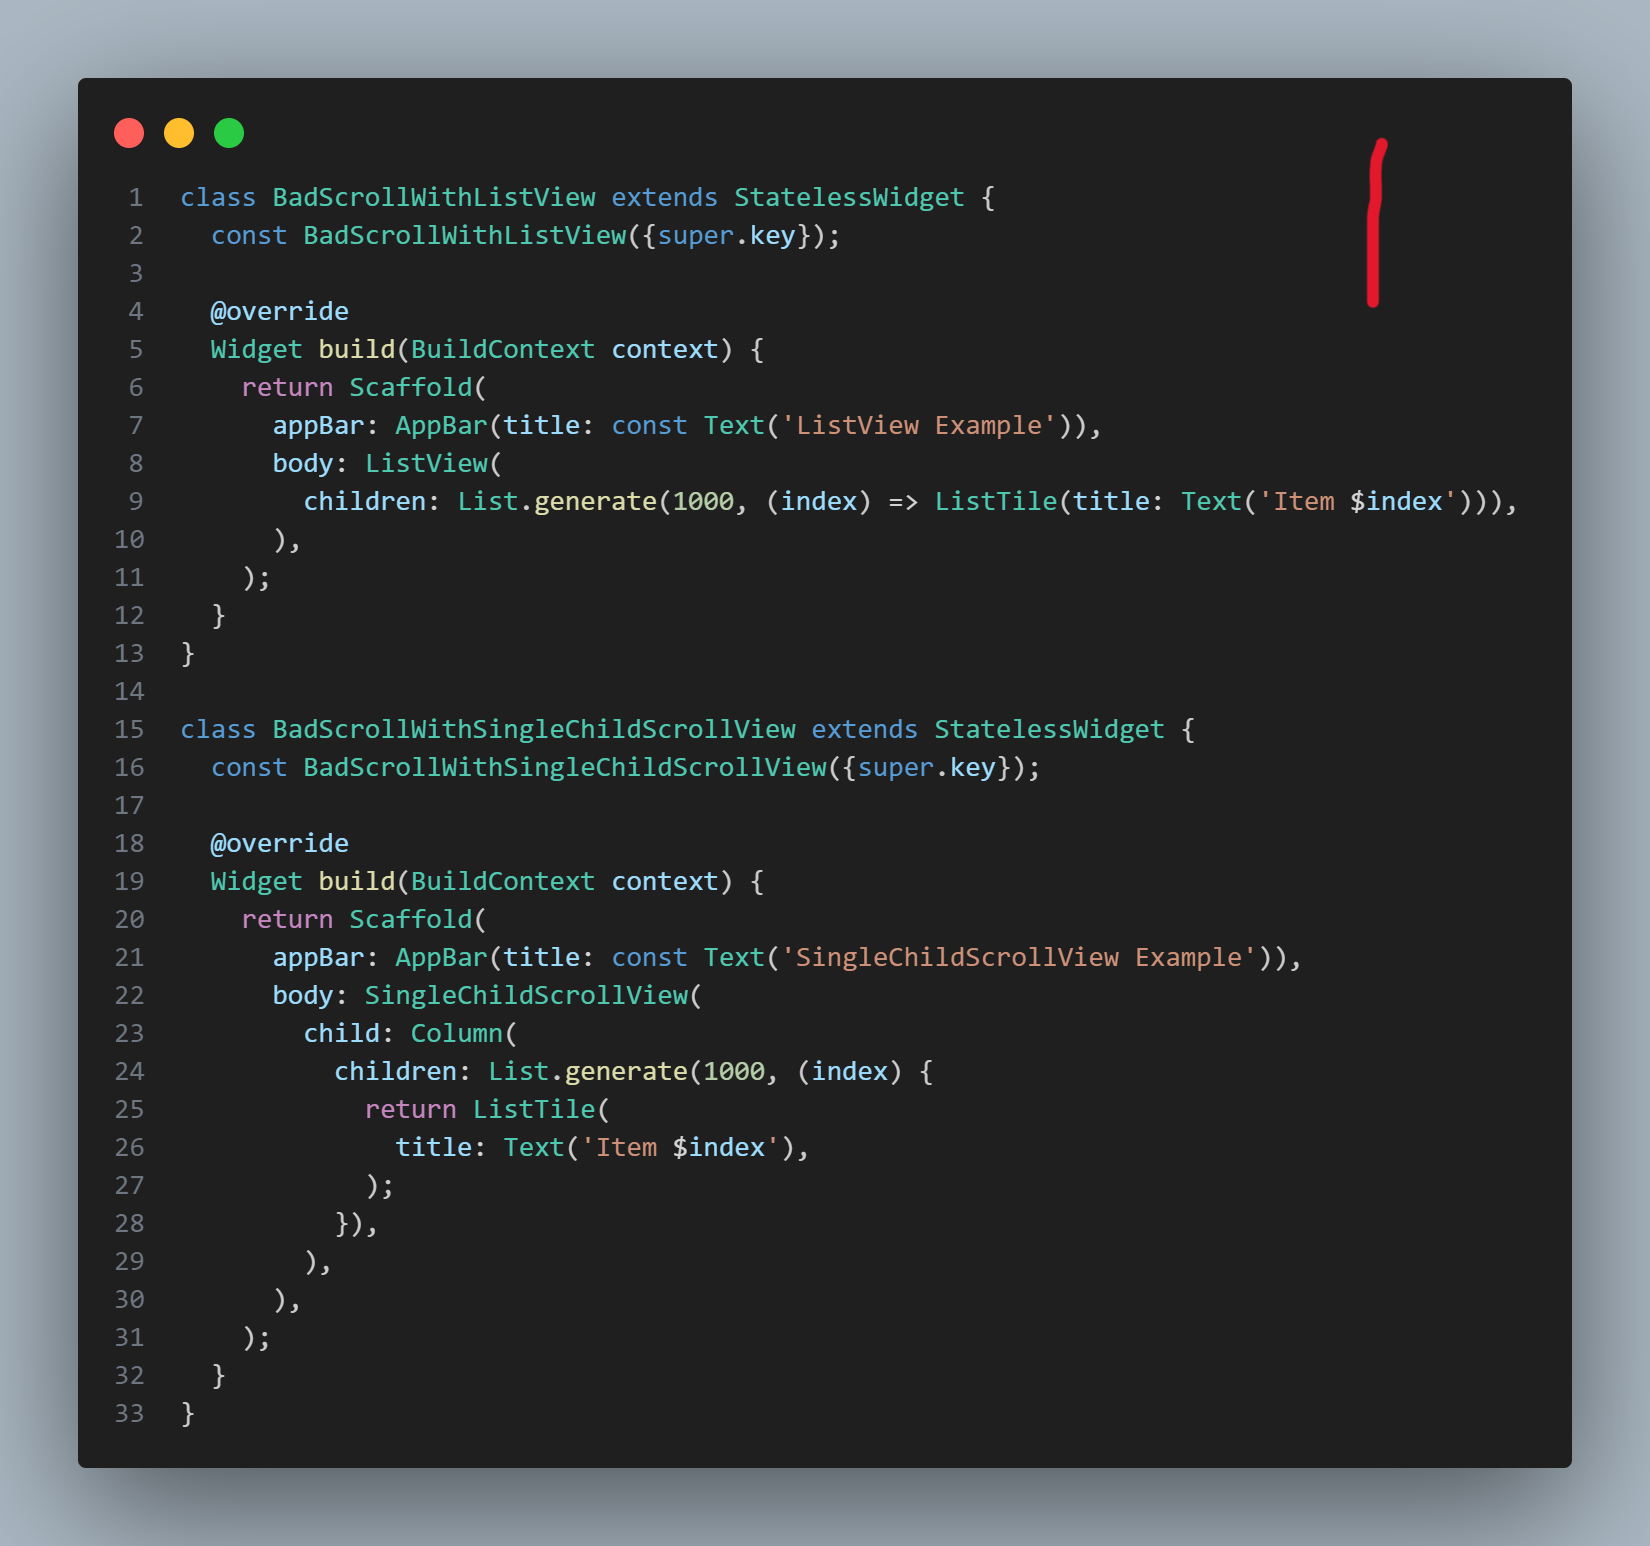 1 class BadScrollWithListView extends StatelessWidget {
2   const BadScrollWithListView({super.key});
3
4   @override
5   Widget build(BuildContext context) {
6     return Scaffold(
7       appBar: AppBar(title: const Text('ListView Example')),
8       body: ListView(
9         children: List.generate(1000, (index) => ListTile(title: Text('Item $index'))),
10       ),
11     );
12   }
13 }
14
15 class BadScrollWithSingleChildScrollView extends StatelessWidget {
16   const BadScrollWithSingleChildScrollView({super.key});
17
18   @override
19   Widget build(BuildContext context) {
20     return Scaffold(
21       appBar: AppBar(title: const Text('SingleChildScrollView Example')),
22       body: SingleChildScrollView(
23         child: Column(
24           children: List.generate(1000, (index) {
25             return ListTile(
26               title: Text('Item $index'),
27             );
28           }),
29         ),
30       ),
31     );
32   }
33 }